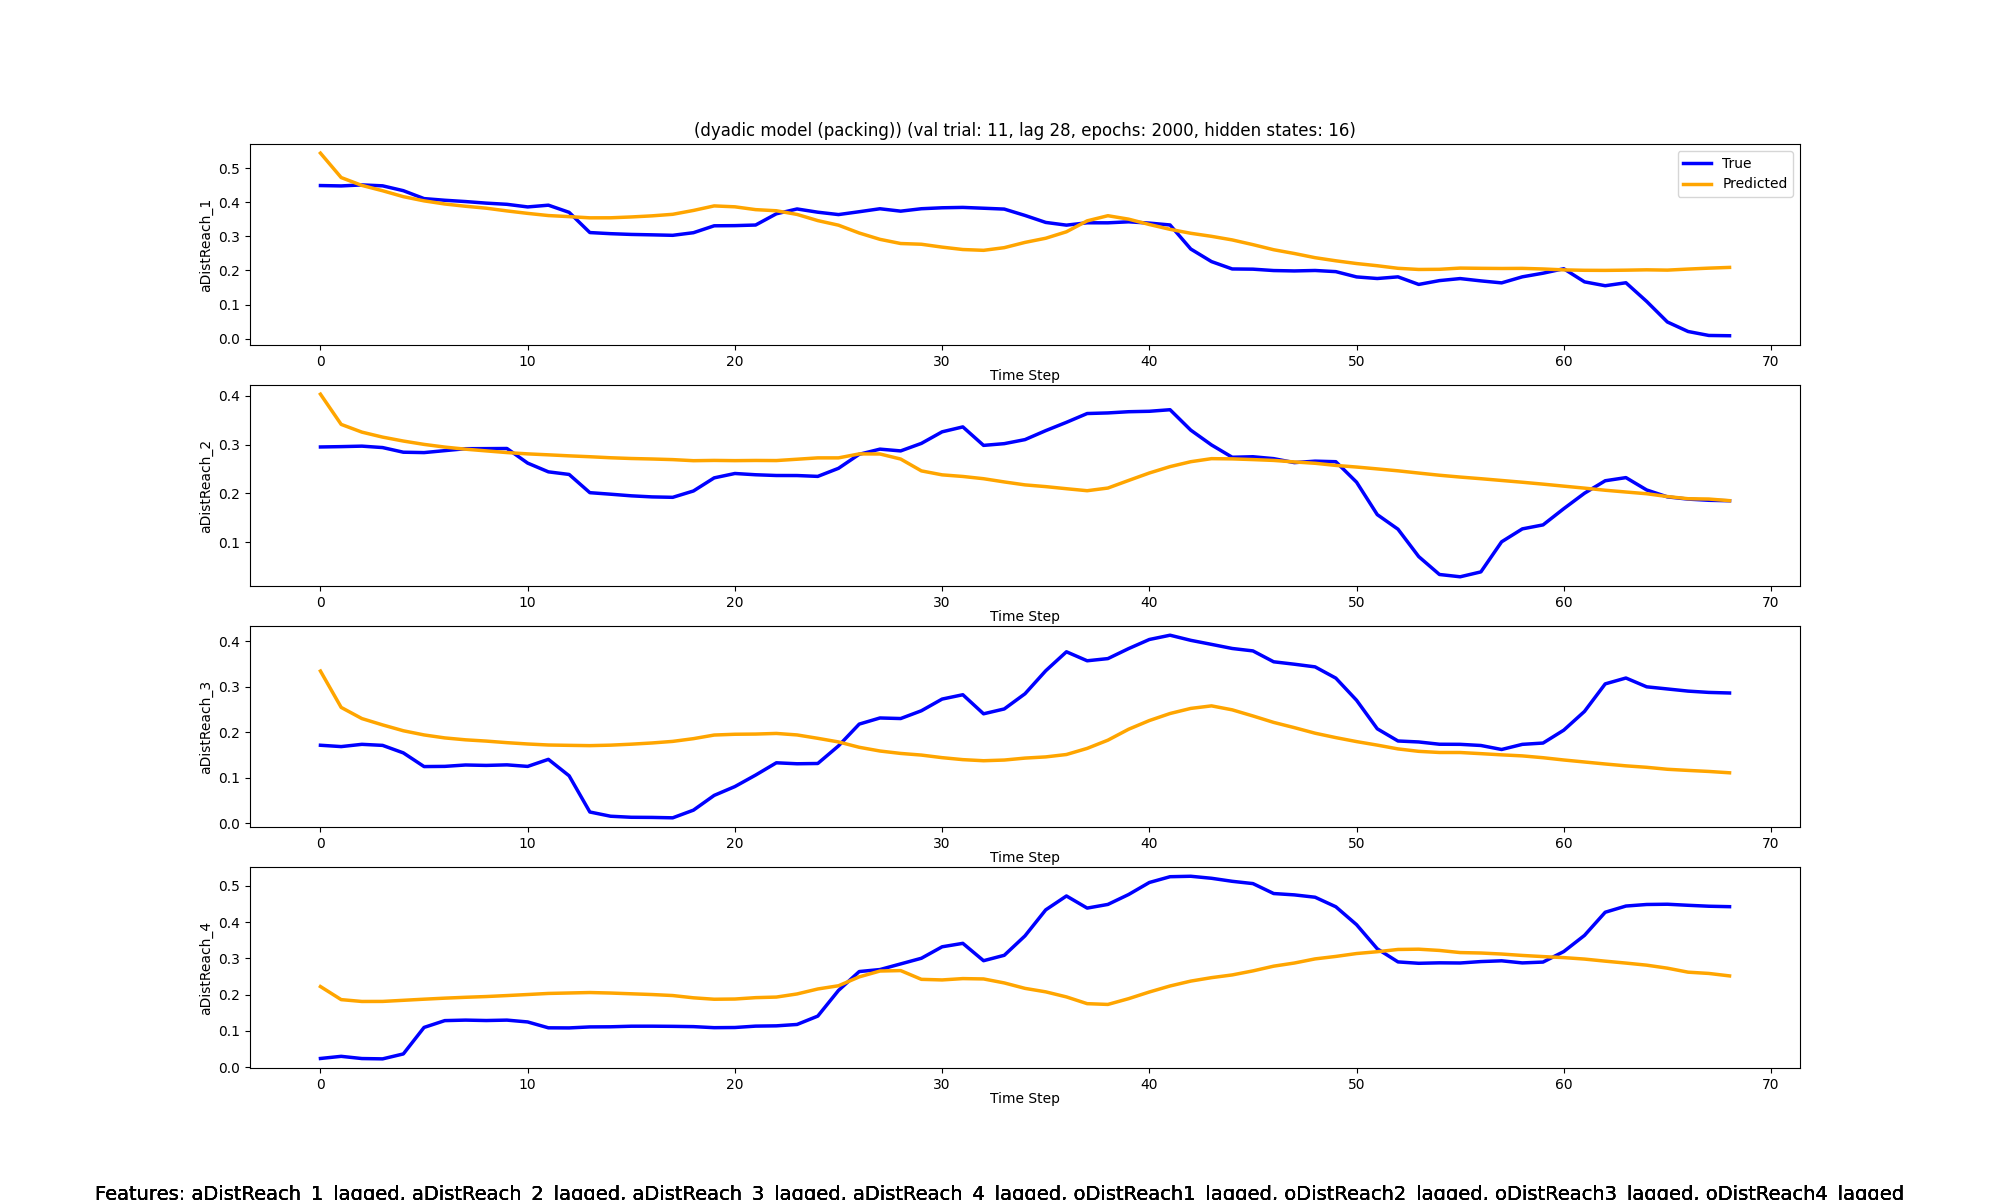 (dyadic model (packing)) (val trial: 11, lag 28, epochs: 2000, hidden states: 16)
True
Predicted
aDistReach_1
0.5
0.4
0.3
0.2
0.1
0.0
0 10 20 30 40 50 60 70
Time Step
aDistReach_2
0.4
0.3
0.2
0.1
0 10 20 30 40 50 60 70
Time Step
aDistReach_3
0.4
0.3
0.2
0.1
0.0
0 10 20 30 40 50 60 70
Time Step
aDistReach_4
0.5
0.4
0.3
0.2
0.1
0.0
0 10 20 30 40 50 60 70
Time Step
Features: aDistReach_1_lagged, aDistReach_2_lagged, aDistReach_3_lagged, aDistReach_4_lagged, oDistReach1_lagged, oDistReach2_lagged, oDistReach3_lagged, oDistReach4_lagged